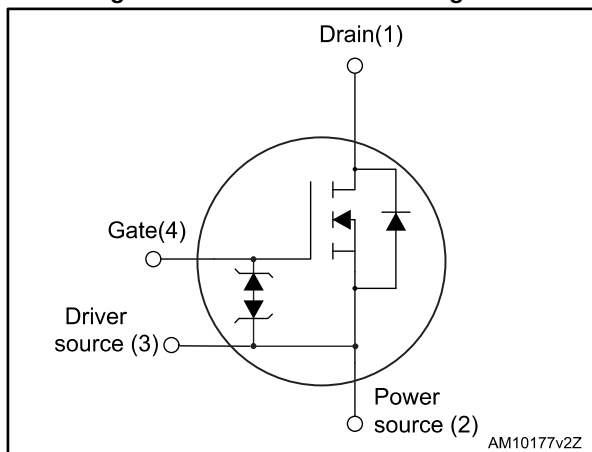 Drain(1)
Gate(4)
Driver
source (3)
Power
source (2)
AM10177v2Z